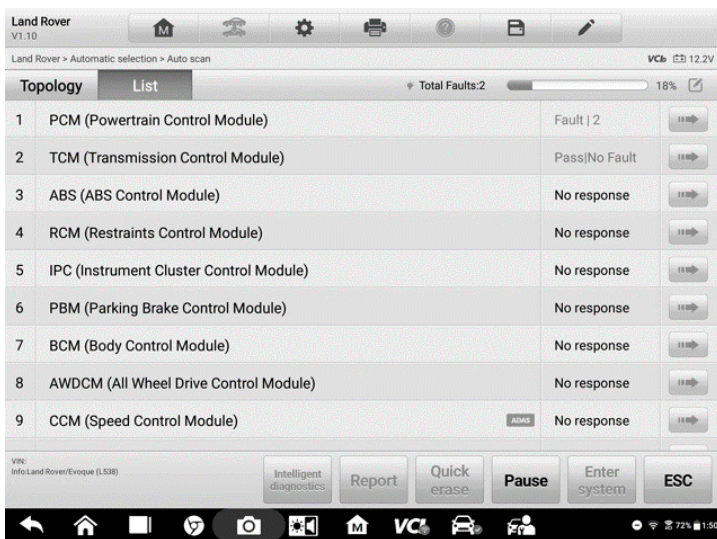 Land Rover
V1.10
M
Land Rover > Automatic selection > Auto scan
VCb 12.2V
Topology List Total Faults:2 18%
1 PCM (Powertrain Control Module) Fault | 2
2 TCM (Transmission Control Module) Pass|No Fault
3 ABS (ABS Control Module) No response
4 RCM (Restraints Control Module) No response
5 IPC (Instrument Cluster Control Module) No response
6 PBM (Parking Brake Control Module) No response
7 BCM (Body Control Module) No response
8 AWDCM (All Wheel Drive Control Module) No response
9 CCM (Speed Control Module) ADAS No response
VIN:
Info:Land Rover/Evoque (L538)
Intelligent diagnostics Report Quick erase Pause Enter system ESC
M VCI 72% 1:50